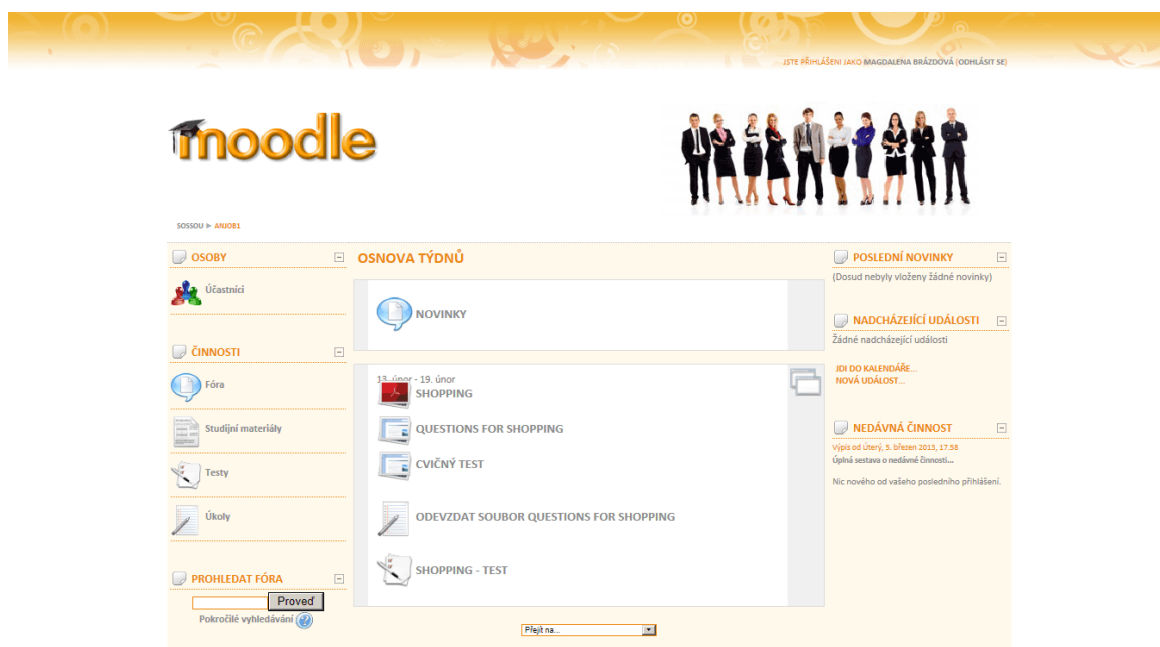 JSTE PŘIHLÁŠENI JAKO MAGDALENA BRÁZDOVÁ (ODHLÁSIT SE)
moodle
SOSSOU ► ANJOB1
OSOBY
Účastníci
ČINNOSTI
Fóra
Studijní materiály
Testy
Úkoly
PROHLEDAT FÓRA
Proveď
Pokročilé vyhledávání
OSNOVA TÝDNŮ
NOVINKY
13. únor - 19. únor
SHOPPING
QUESTIONS FOR SHOPPING
CVIČNÝ TEST
ODEVZDAT SOUBOR QUESTIONS FOR SHOPPING
SHOPPING - TEST
Přejít na...
POSLEDNÍ NOVINKY
(Dosud nebyly vloženy žádné novinky)
NADCHÁZEJÍCÍ UDÁLOSTI
Žádné nadcházející události
JDI DO KALENDÁŘE...
NOVÁ UDÁLOST...
NEDÁVNÁ ČINNOST
Výpis od Úterý, 5. březen 2013, 17:58
Úplná sestava o nedávné činnosti...
Nic nového od vašeho posledního přihlášení.